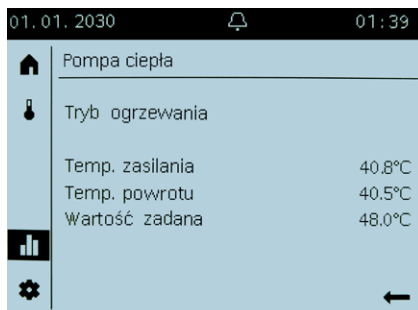 01.01.2030 01:39
Pompa ciepła
Tryb ogrzewania
Temp. zasilania 40.8°C
Temp. powrotu 40.5°C
Wartość zadana 48.0°C